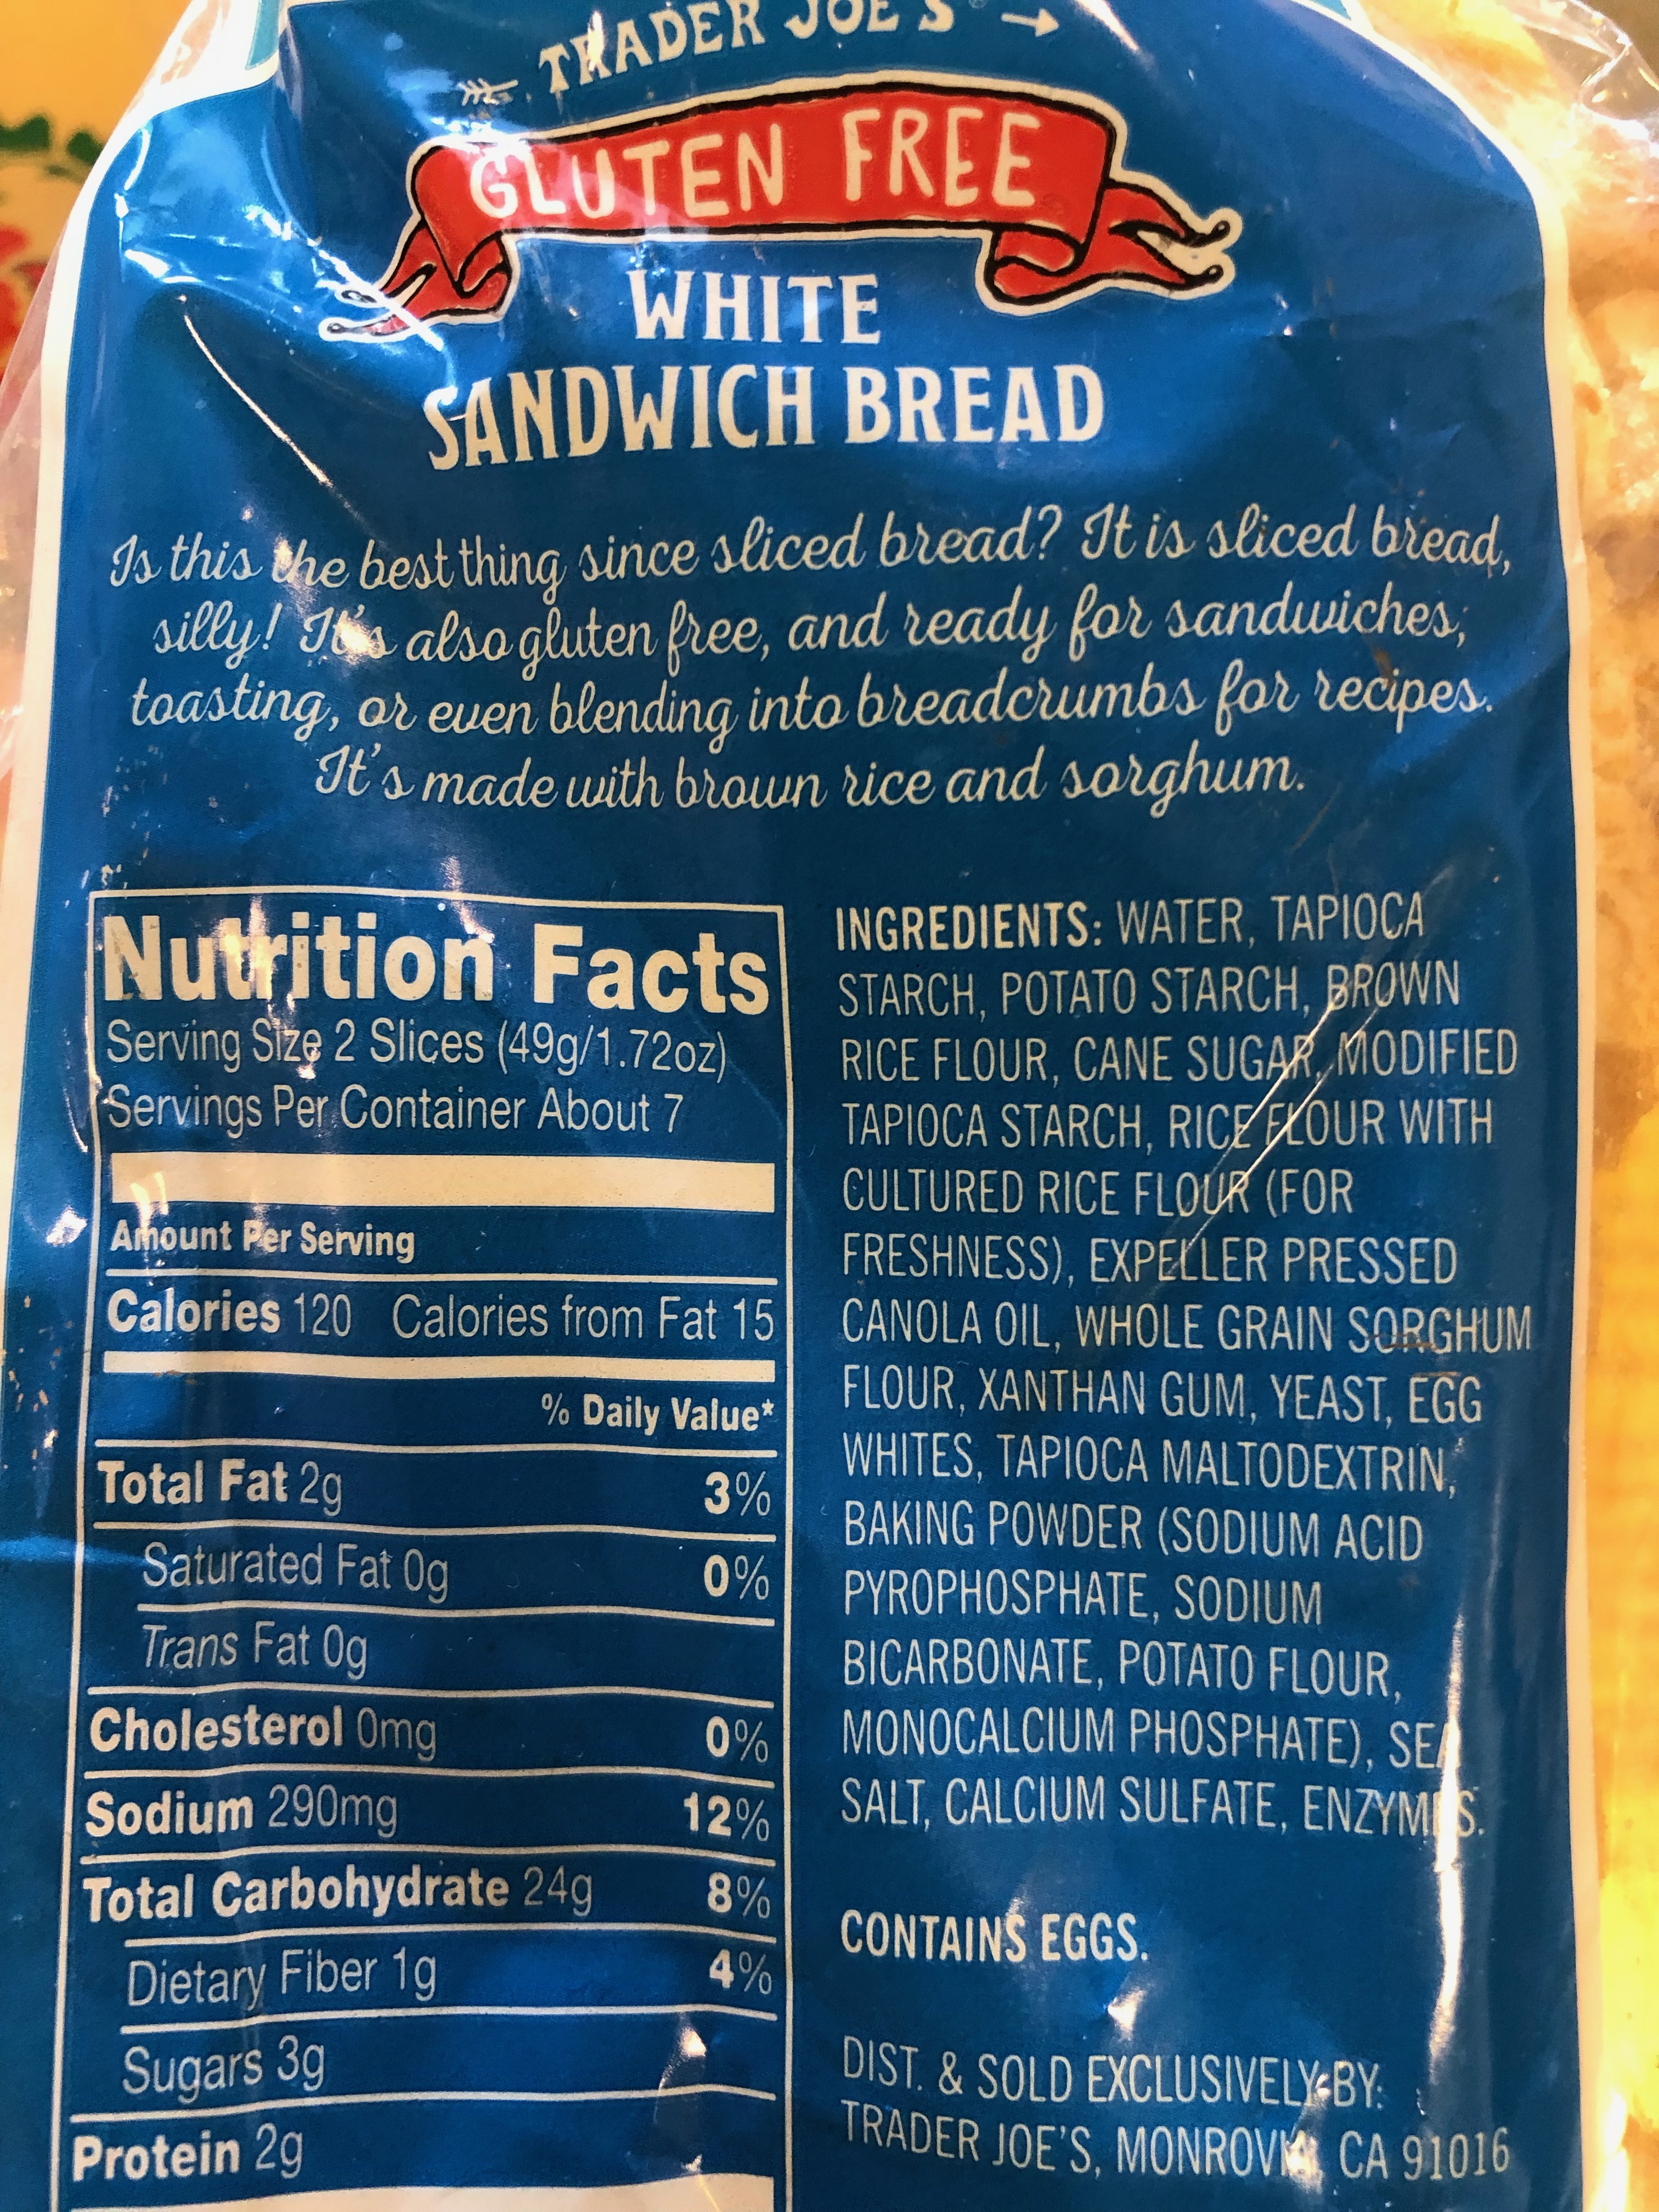 TRADER JOE'S
GLUTEN FREE
WHITE
SANDWICH BREAD
Is this the best thing since sliced bread? It is sliced bread,
silly! It's also gluten free, and ready for sandwiches,
toasting, or even blending into breadcrumbs for recipes.
It's made with brown rice and sorghum.
Nutrition Facts
Serving Size 2 Slices (49g/1.72oz)
Servings Per Container About 7
Amount Per Serving
Calories 120 Calories from Fat 15
% Daily Value*
Total Fat 2g 3%
Saturated Fat 0g 0%
Trans Fat 0g
Cholesterol 0mg 0%
Sodium 290mg 12%
Total Carbohydrate 24g 8%
Dietary Fiber 1g 4%
Sugars 3g
Protein 2g
INGREDIENTS: WATER, TAPIOCA
STARCH, POTATO STARCH, BROWN
RICE FLOUR, CANE SUGAR, MODIFIED
TAPIOCA STARCH, RICE FLOUR WITH
CULTURED RICE FLOUR (FOR
FRESHNESS), EXPELLER PRESSED
CANOLA OIL, WHOLE GRAIN SORGHUM
FLOUR, XANTHAN GUM, YEAST, EGG
WHITES, TAPIOCA MALTODEXTRIN,
BAKING POWDER (SODIUM ACID
PYROPHOSPHATE, SODIUM
BICARBONATE, POTATO FLOUR,
MONOCALCIUM PHOSPHATE), SEA
SALT, CALCIUM SULFATE, ENZYMES.
CONTAINS EGGS.
DIST. & SOLD EXCLUSIVELY BY:
TRADER JOE'S, MONROVIA, CA 91016